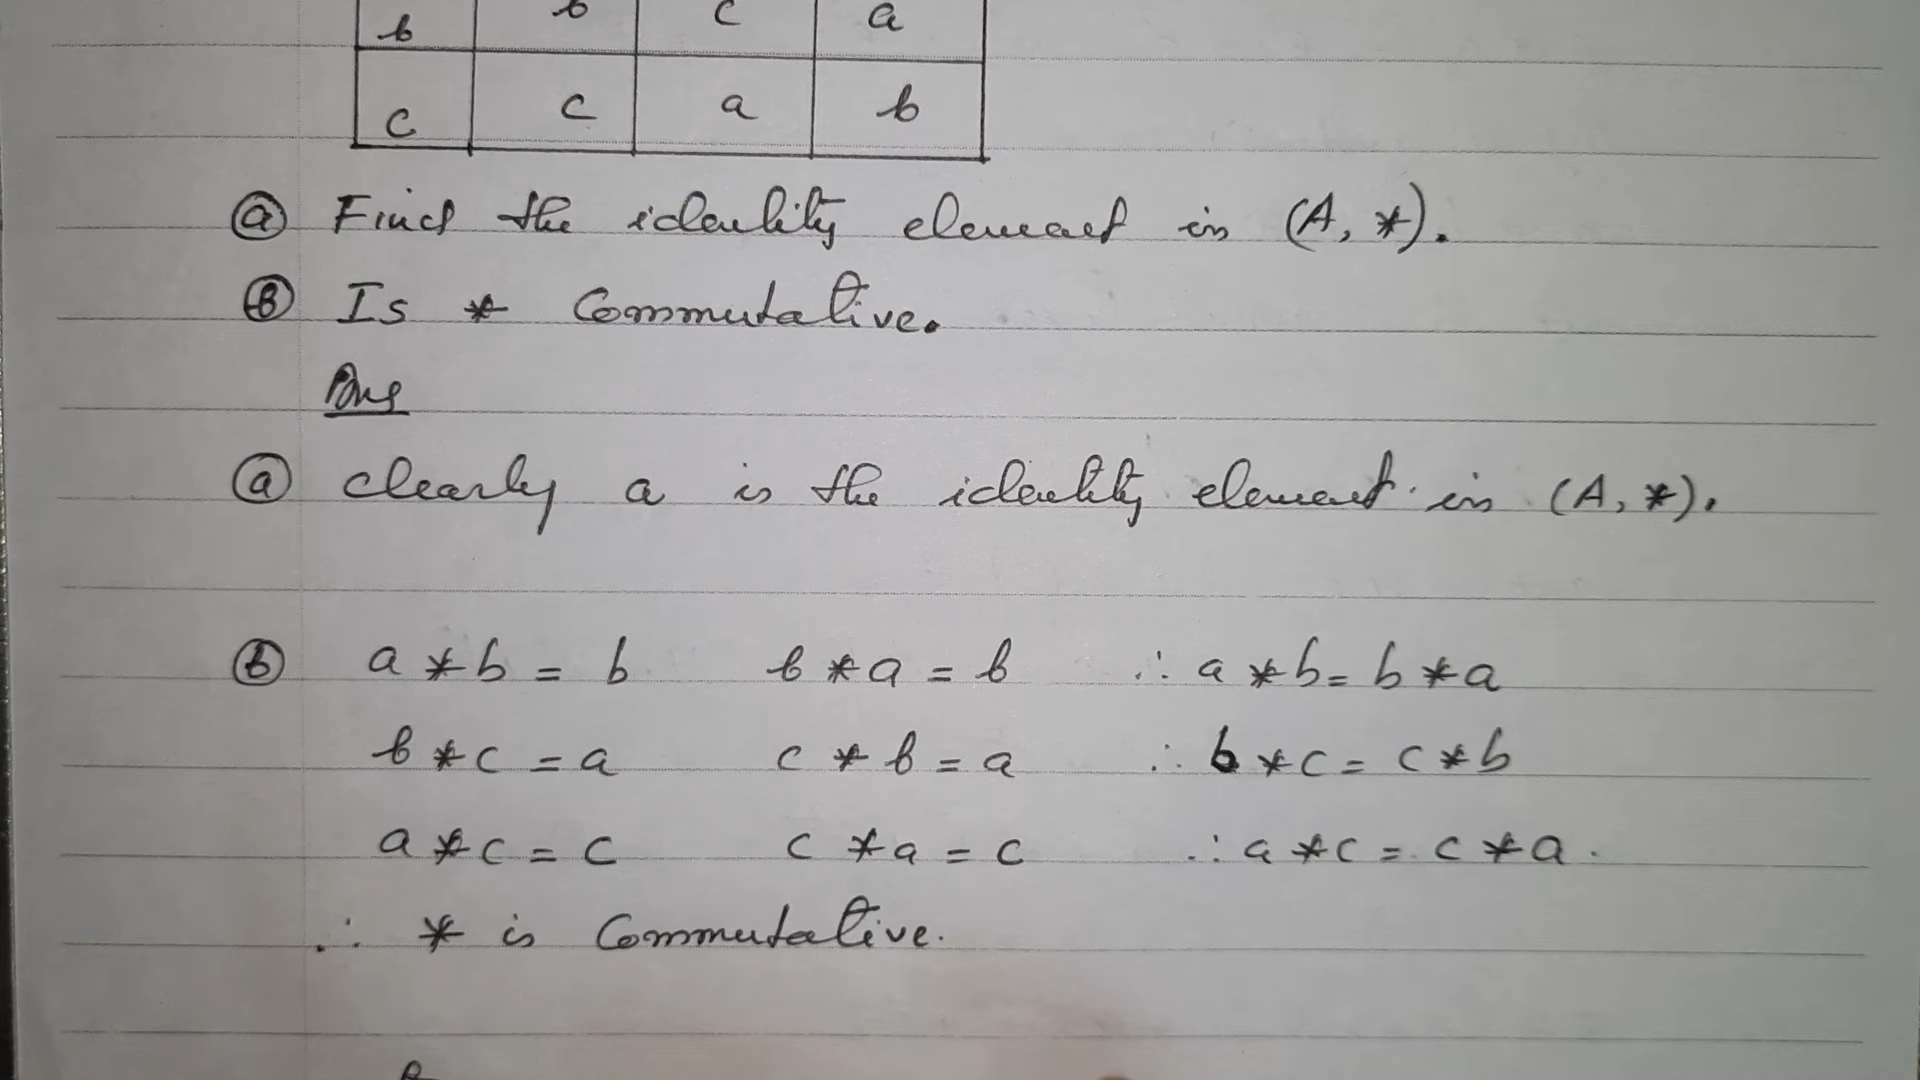 b b c a
c c a b
(a) Find the identity element in (A, *).
(B) Is * Commutative.
Ans
(a) clearly a is the identity element in (A, *).
(b) a * b = b b * a = b ∴ a * b = b * a
b * c = a c * b = a ∴ b * c = c * b
a * c = c c * a = c ∴ a * c = c * a.
∴ * is Commutative.